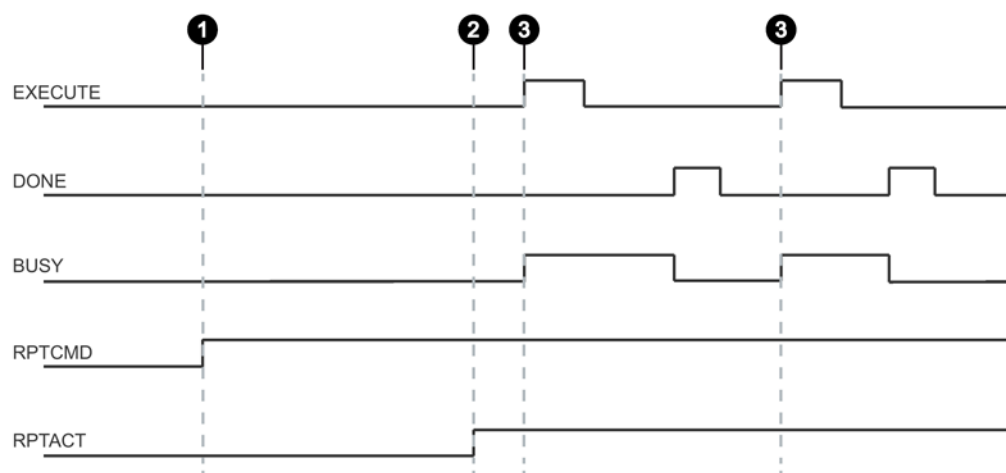 1 2 3 3
EXECUTE
DONE
BUSY
RPTCMD
RPTACT